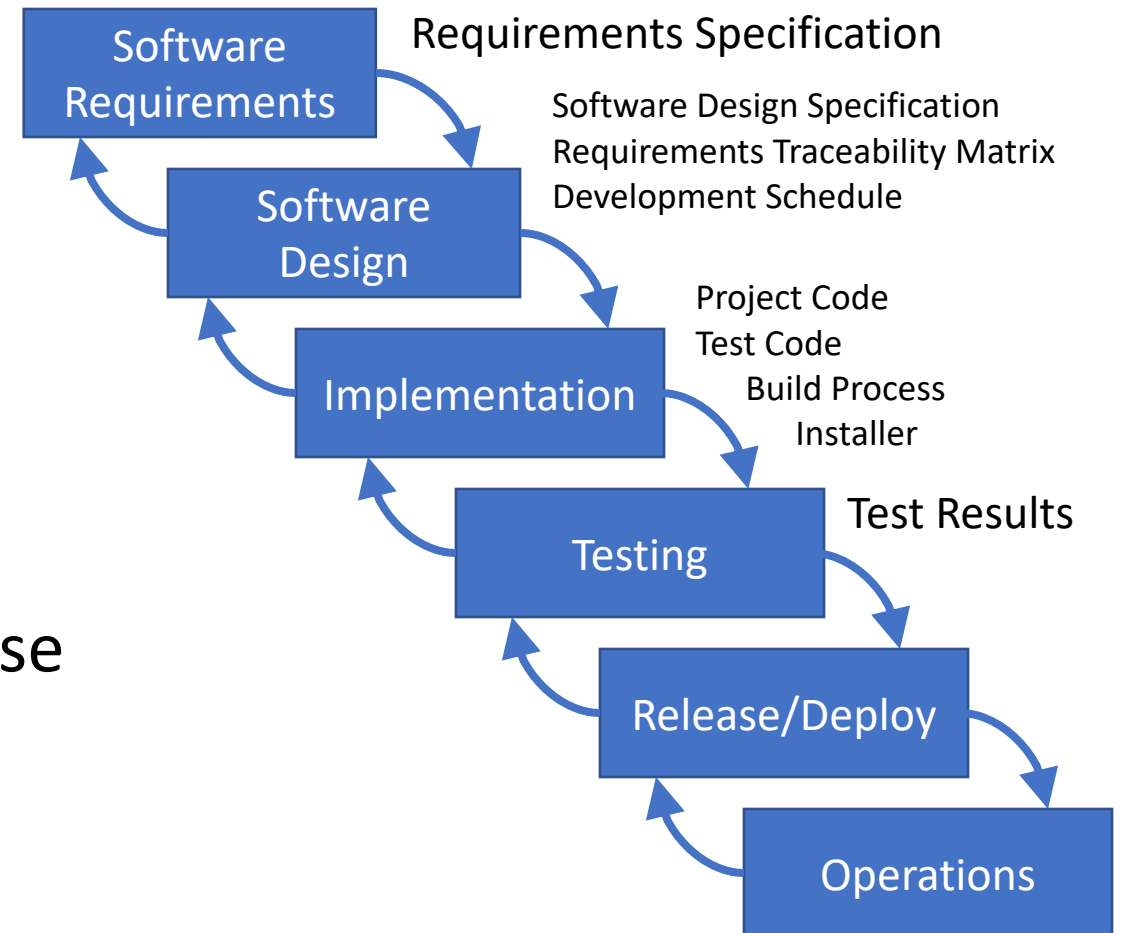 Software
Requirements
Requirements Specification
Software Design Specification
Requirements Traceability Matrix
Development Schedule
Software
Design
Project Code
Test Code
Build Process
Installer
Implementation
Test Results
Testing
se
Release/Deploy
Operations